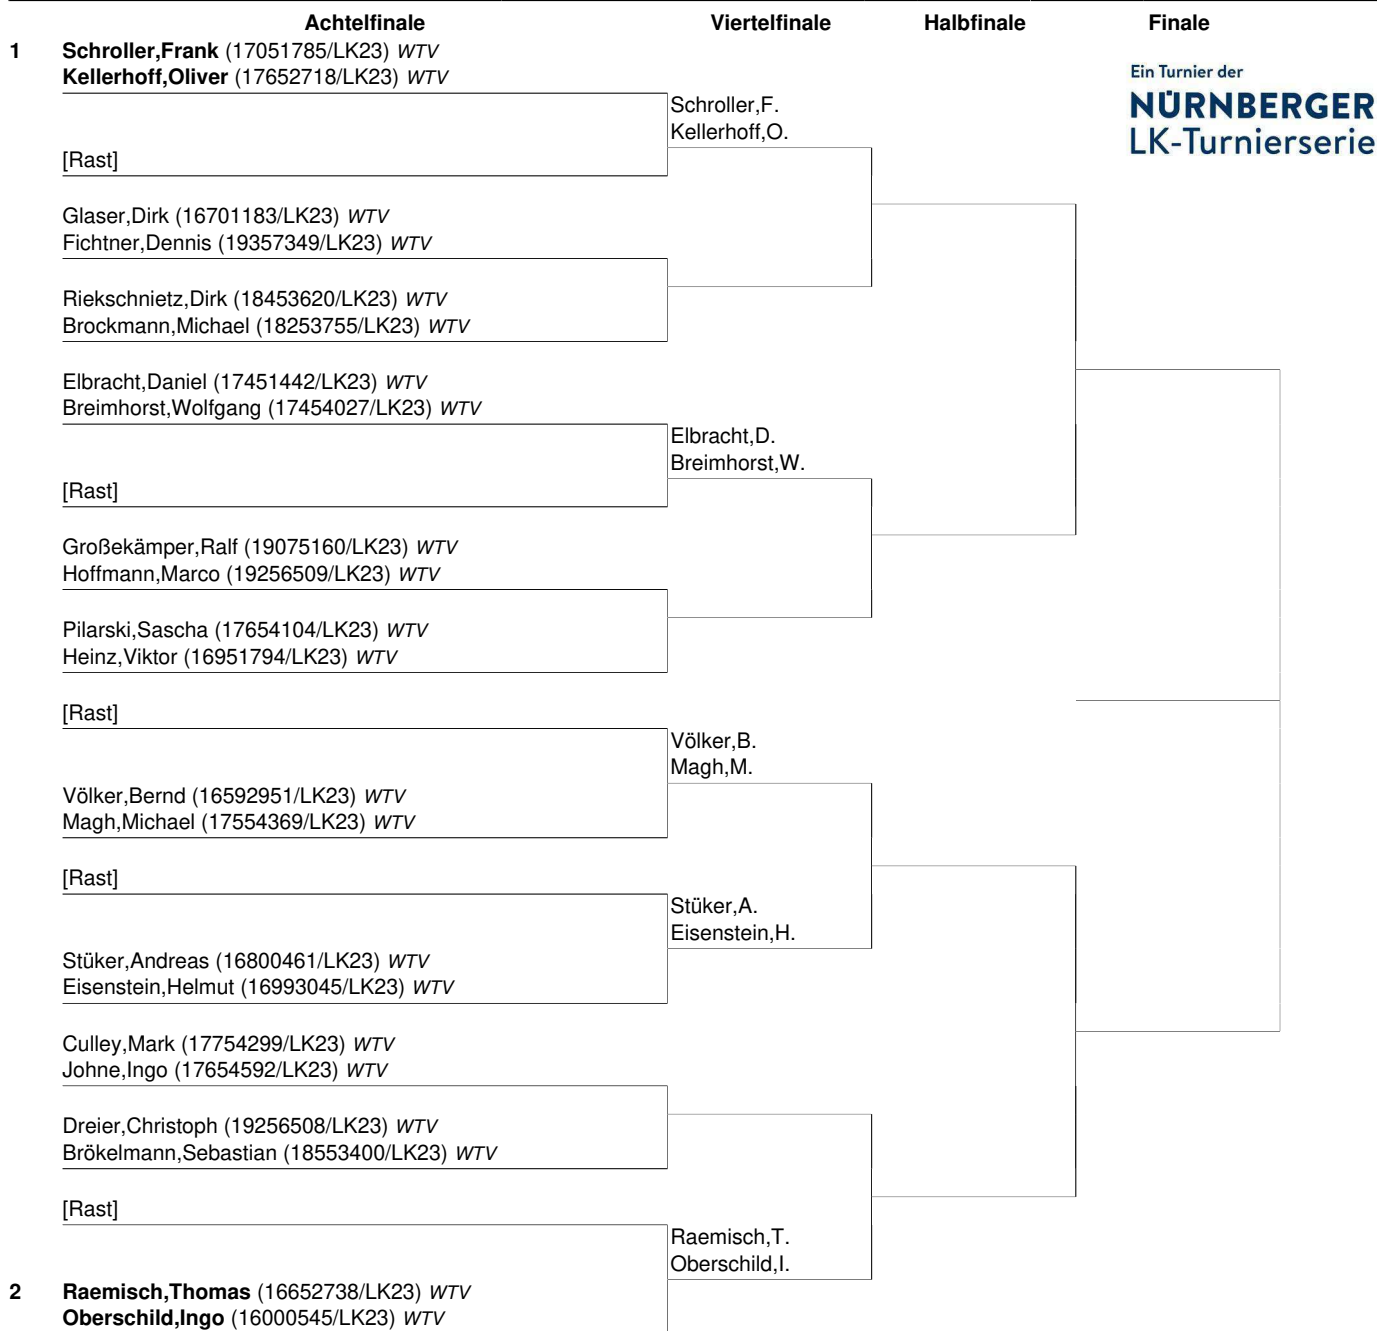 Achtelfinale Viertelfinale Halbfinale Finale
1 Schroller,Frank (17051785/LK23) WTV
Kellerhoff,Oliver (17652718/LK23) WTV
Ein Turnier der
NÜRNBERGER
LK-Turnierserie
Schroller,F.
Kellerhoff,O.
[Rast]
Glaser,Dirk (16701183/LK23) WTV
Fichtner,Dennis (19357349/LK23) WTV
Riekschnietz,Dirk (18453620/LK23) WTV
Brockmann,Michael (18253755/LK23) WTV
Elbracht,Daniel (17451442/LK23) WTV
Breimhorst,Wolfgang (17454027/LK23) WTV
Elbracht,D.
Breimhorst,W.
[Rast]
Großekämper,Ralf (19075160/LK23) WTV
Hoffmann,Marco (19256509/LK23) WTV
Pilarski,Sascha (17654104/LK23) WTV
Heinz,Viktor (16951794/LK23) WTV
[Rast]
Völker,B.
Magh,M.
Völker,Bernd (16592951/LK23) WTV
Magh,Michael (17554369/LK23) WTV
[Rast]
Stüker,A.
Eisenstein,H.
Stüker,Andreas (16800461/LK23) WTV
Eisenstein,Helmut (16993045/LK23) WTV
Culley,Mark (17754299/LK23) WTV
Johne,Ingo (17654592/LK23) WTV
Dreier,Christoph (19256508/LK23) WTV
Brökelmann,Sebastian (18553400/LK23) WTV
[Rast]
Raemisch,T.
Oberschild,I.
2 Raemisch,Thomas (16652738/LK23) WTV
Oberschild,Ingo (16000545/LK23) WTV